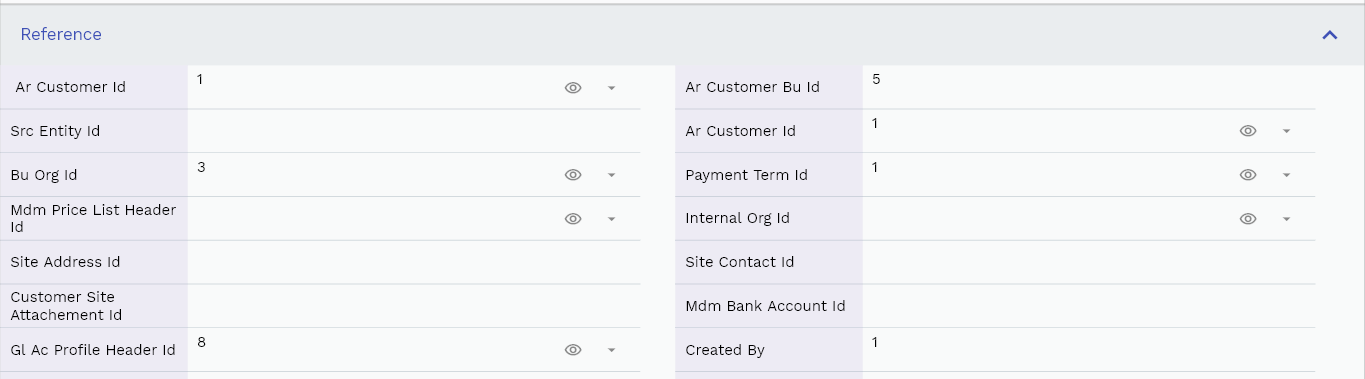 Reference
Ar Customer Id 1 Ar Customer Bu Id 5
Src Entity Id Ar Customer Id 1
Bu Org Id 3 Payment Term Id 1
Mdm Price List Header
Id Internal Org Id
Site Address Id Site Contact Id
Customer Site
Attachement Id Mdm Bank Account Id
Gl Ac Profile Header Id 8 Created By 1